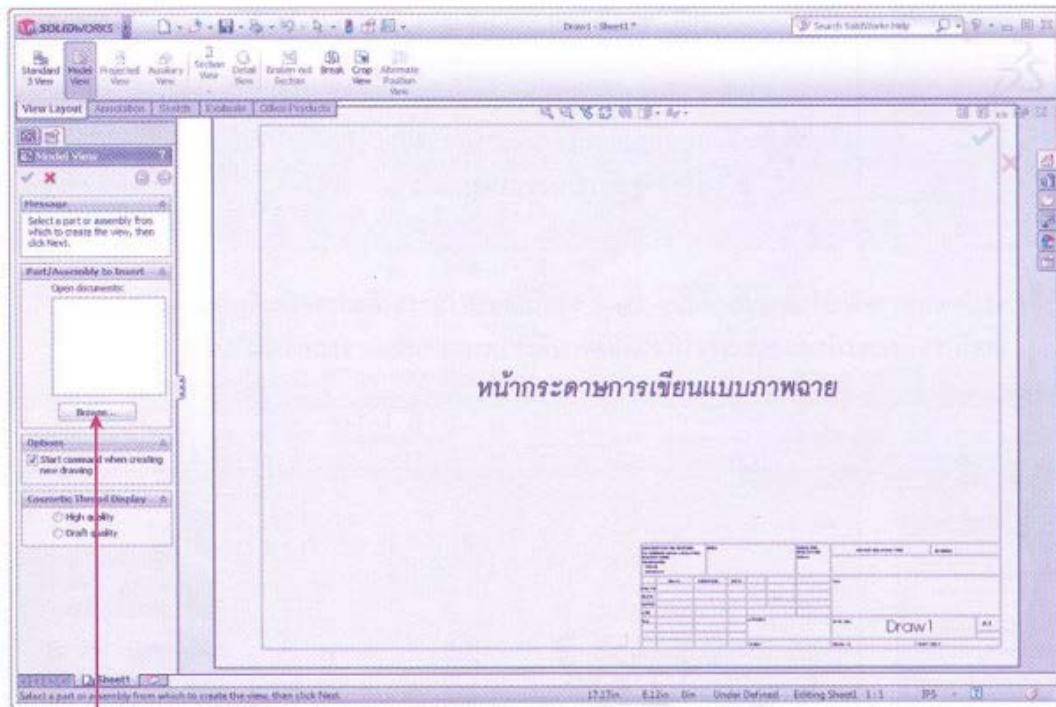 SOLIDWORKS
Draw1 - Sheet1 *
Search SolidWorks Help
Standard 3 View
Model View
Projected View
Auxiliary View
Section View
Detail View
Broken-out Section
Break
Crop View
Alternate Position View
View Layout
Annotation
Sketch
Evaluate
Office Products
Model View
?
Message
Select a part or assembly from
which to create the view, then
click Next.
Part/Assembly to Insert
Open documents:
Browse...
Options
Start command when creating
new drawing
Cosmetic Thread Display
High quality
Draft quality
หน้ากระดาษการเขียนแบบภาพฉาย
Draw1
A3
Sheet1
Select a part or assembly from which to create the view, then click Next.
17.17in
6.12in
0in
Under Defined
Editing Sheet1
1 : 1
IPS